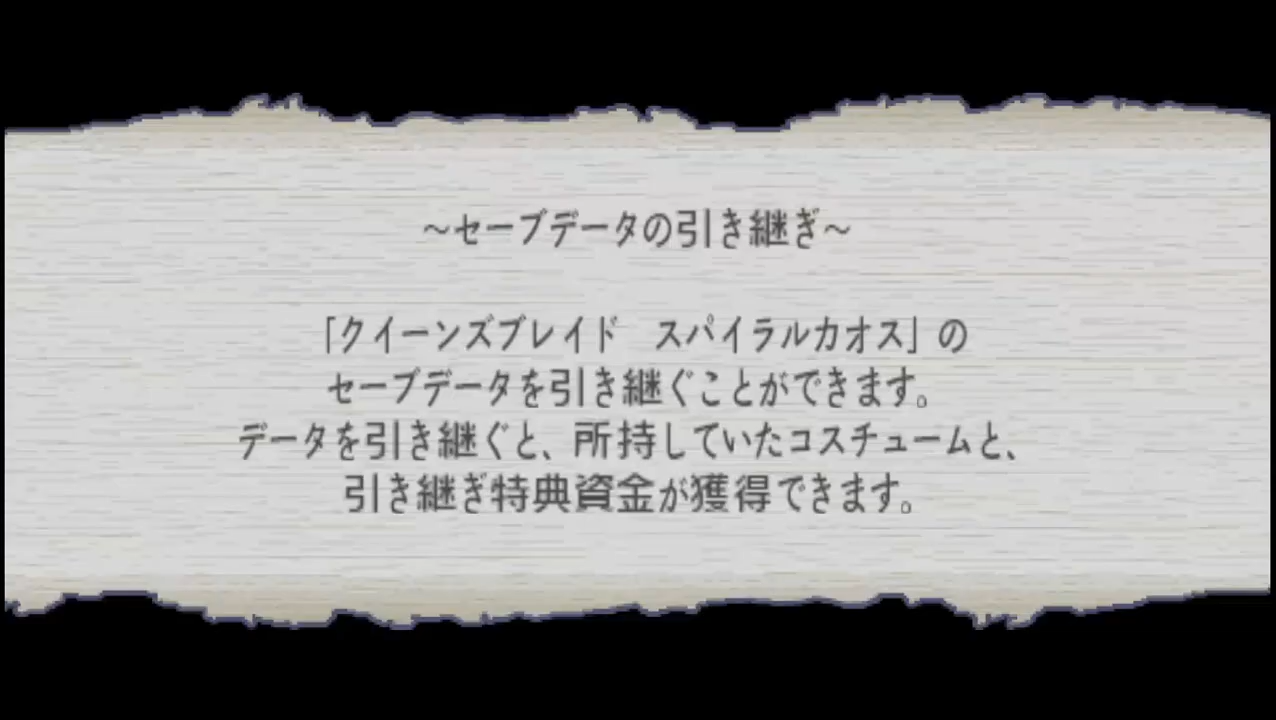 ～セーブデータの引き継ぎ～
「クイーンズブレイド　スパイラルカオス」の
セーブデータを引き継ぐことができます。
データを引き継ぐと、所持していたコスチュームと、
引き継ぎ特典資金が獲得できます。